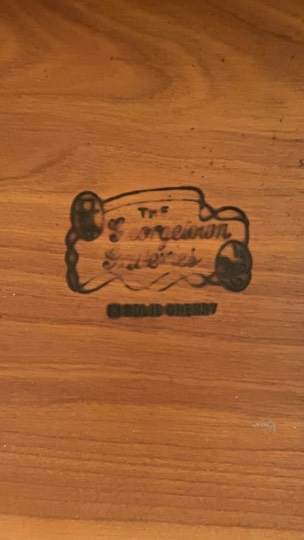 THE
Georgetown
Galleries
SOLID CHERRY